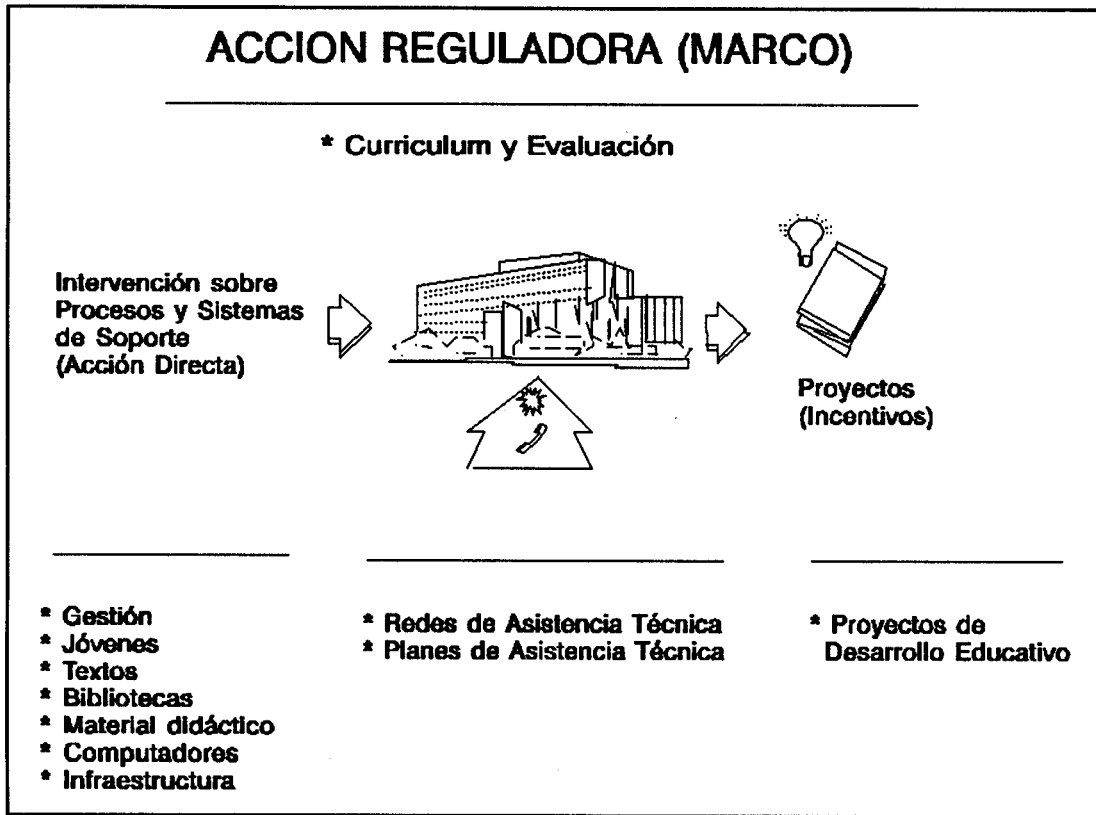 ACCION REGULADORA (MARCO)
* Curriculum y Evaluación
Intervención sobre
Procesos y Sistemas
de Soporte
(Acción Directa)
Proyectos
(Incentivos)
* Gestión
* Jóvenes
* Textos
* Bibliotecas
* Material didáctico
* Computadores
* Infraestructura
* Redes de Asistencia Técnica
* Planes de Asistencia Técnica
* Proyectos de
Desarrollo Educativo